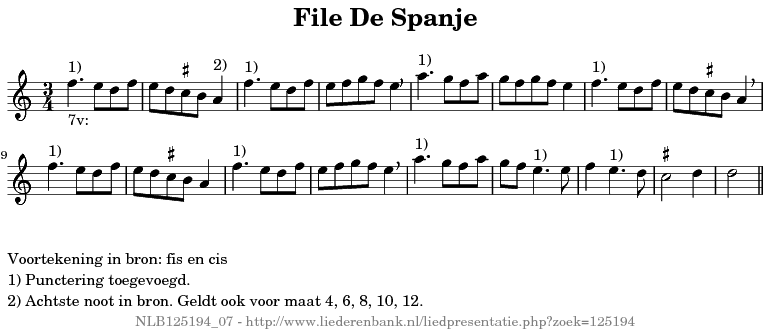 File De Spanje
1) 2) 1) 1) 1)
3
4
7v:
9
1) 1) 1) 1) 1)
Voortekening in bron: fis en cis
1) Punctering toegevoegd.
2) Achtste noot in bron. Geldt ook voor maat 4, 6, 8, 10, 12.
NLB125194_07 - http://www.liederenbank.nl/liedpresentatie.php?zoek=125194